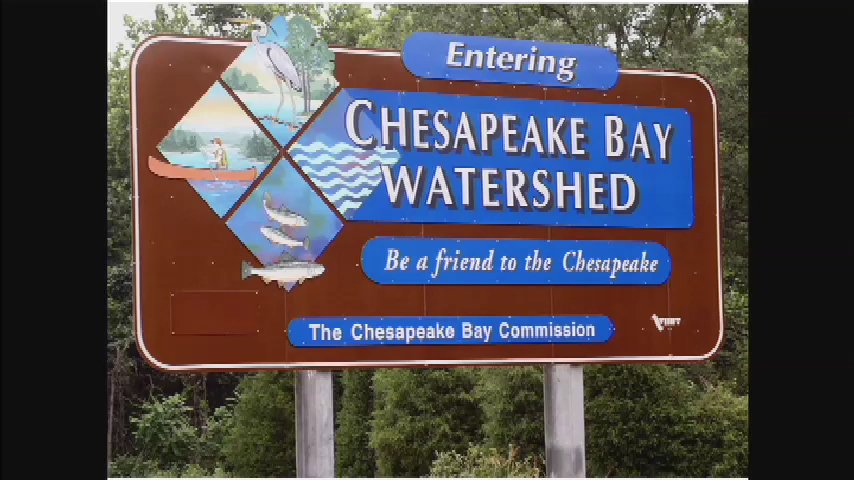 Entering
CHESAPEAKE BAY
WATERSHED
Be a friend to the Chesapeake
The Chesapeake Bay Commission